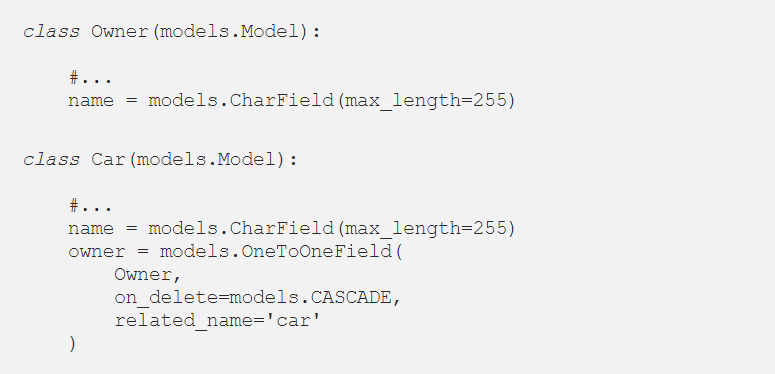 class Owner(models.Model):
#...
name = models.CharField(max_length=255)
class Car(models.Model):
#...
name = models.CharField(max_length=255)
owner = models.OneToOneField(
Owner,
on_delete=models.CASCADE,
related_name='car'
)